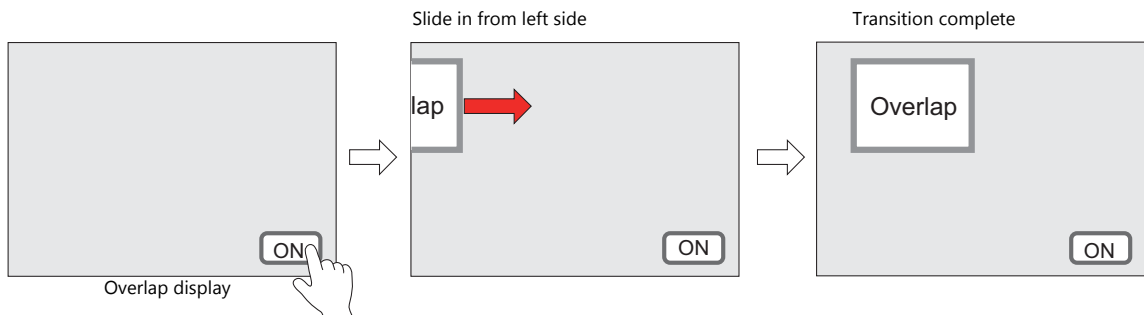 Slide in from left side
Transition complete
lap
Overlap
ON
ON
ON
Overlap display